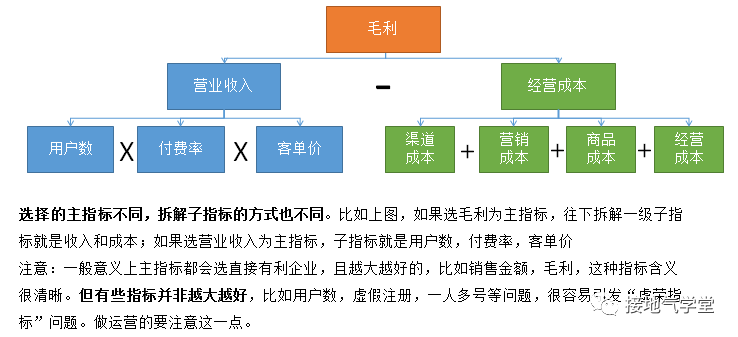 毛利
营业收入
-
经营成本
用户数
X
付费率
X
客单价
渠道
成本
+
营销
成本
+
商品
成本
+
经营
成本
选择的主指标不同，拆解子指标的方式也不同。比如上图，如果选毛利为主指标，往下拆解一级子指
标就是收入和成本；如果选营业收入为主指标，子指标就是用户数，付费率，客单价
注意：一般意义上主指标都会选直接有利企业，且越大越好的，比如销售金额，毛利，这种指标含义
很清晰。但有些指标并非越大越好，比如用户数，虚假注册，一人多号等问题，很容易引发“虚荣指
标”问题。做运营的要注意这一点。
接地气学堂